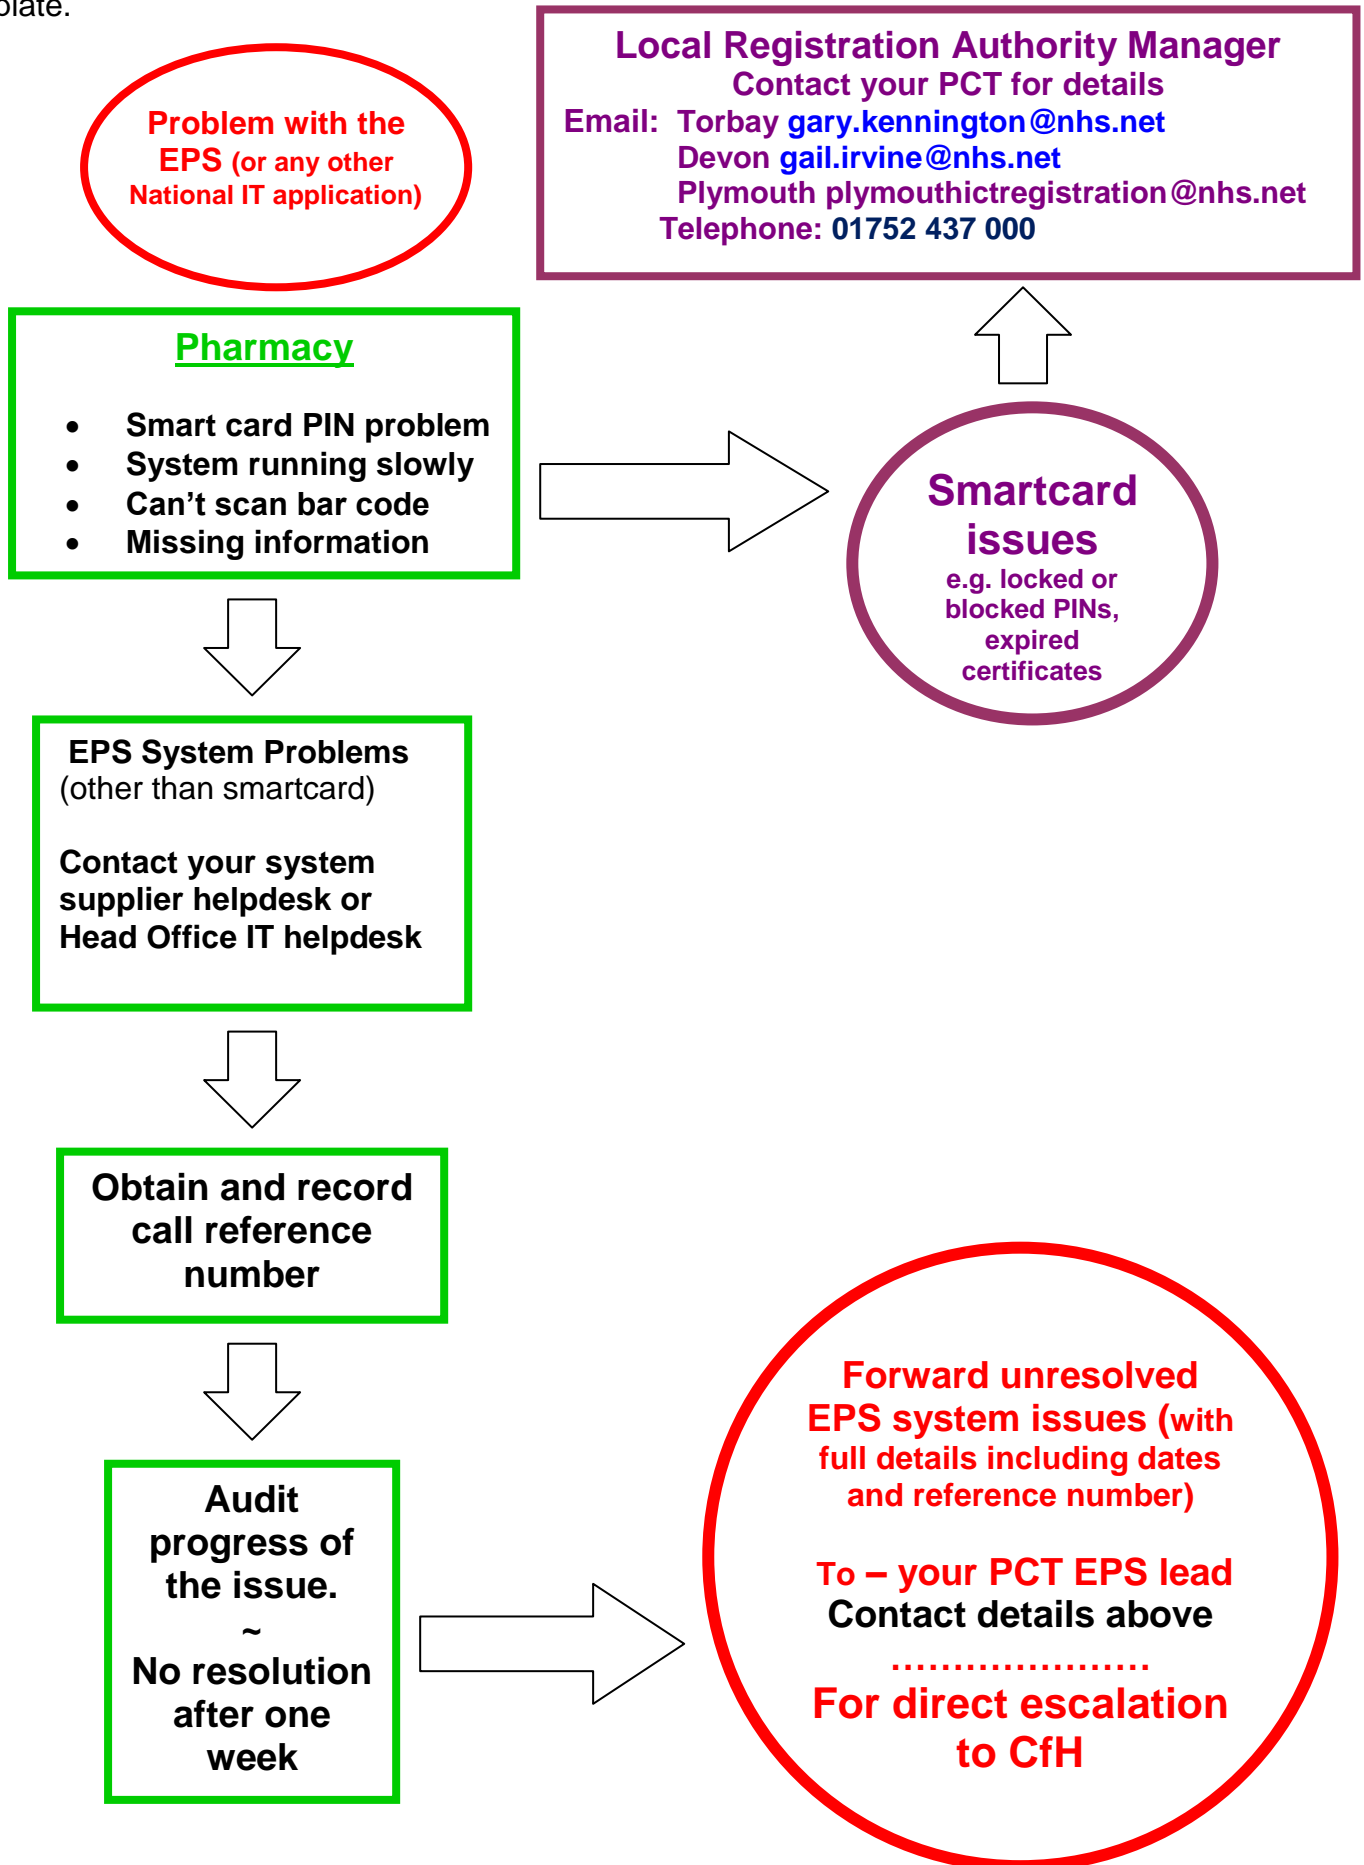 Problem with the
EPS (or any other
National IT application)
Local Registration Authority Manager
Contact your PCT for details
Email: Torbay gary.kennington@nhs.net
Devon gail.irvine@nhs.net
Plymouth plymouthictregistration@nhs.net
Telephone: 01752 437 000
Pharmacy
• Smart card PIN problem
• System running slowly
• Can’t scan bar code
• Missing information
Smartcard
issues
e.g. locked or
blocked PINs,
expired
certificates
EPS System Problems
(other than smartcard)
Contact your system
supplier helpdesk or
Head Office IT helpdesk
Obtain and record
call reference
number
Audit
progress of
the issue.
~
No resolution
after one
week
Forward unresolved
EPS system issues (with
full details including dates
and reference number)
To – your PCT EPS lead
Contact details above
…………………
For direct escalation
to CfH